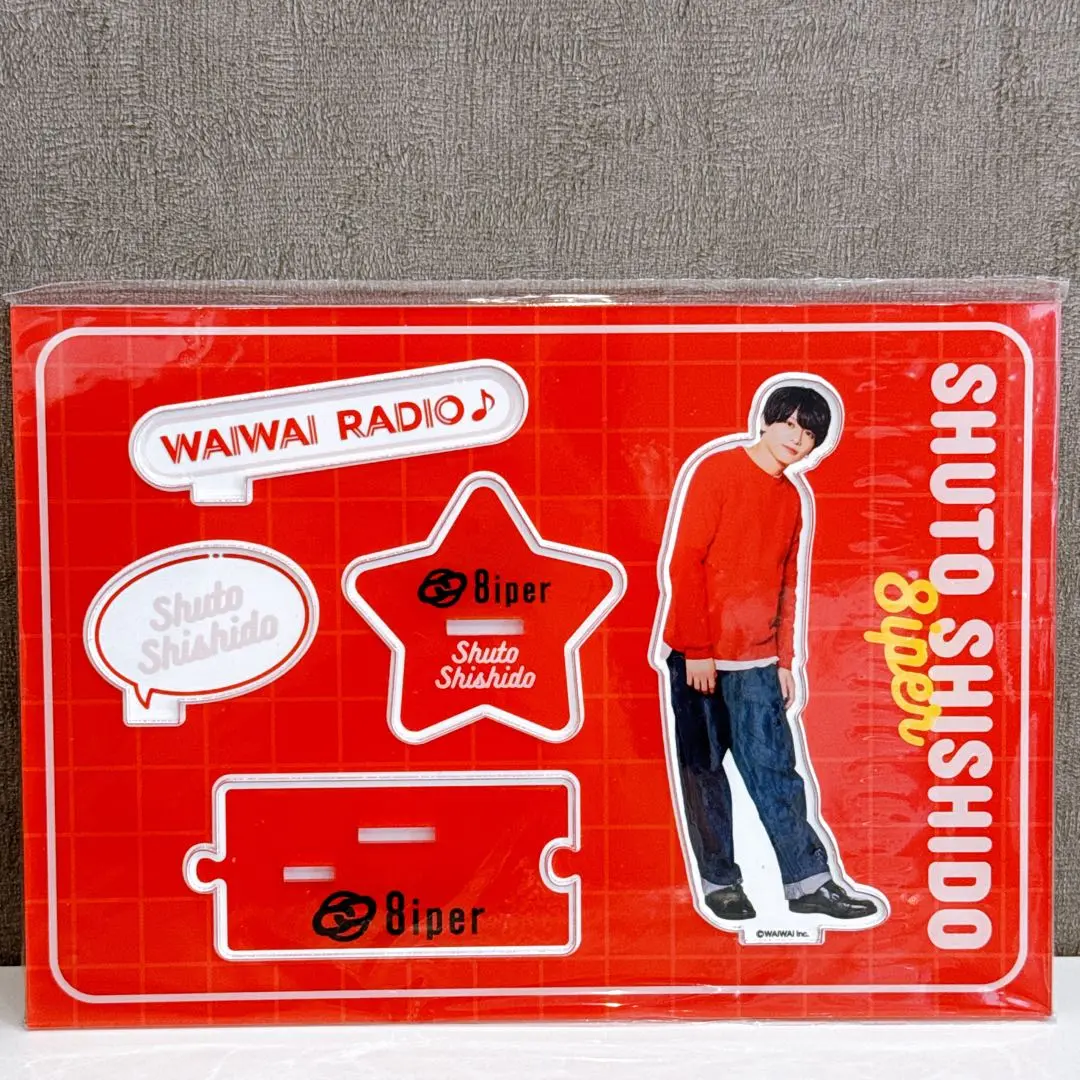 WAIWAI RADIO♪
Shuto
Shishido
8iper
Shuto
Shishido
8iper
©WAIWAI Inc.
SHUTO SHISHIDO
8iper